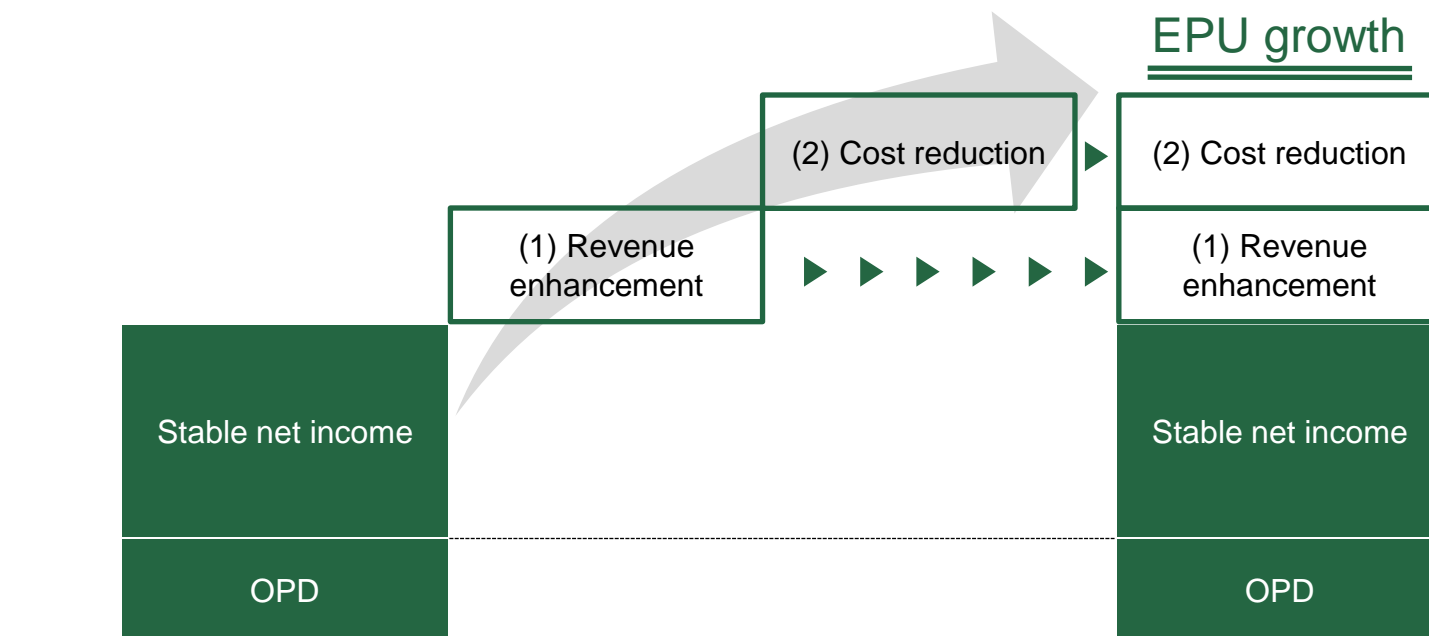 EPU growth
(2) Cost reduction
(2) Cost reduction
(1) Revenue
enhancement
(1) Revenue
enhancement
Stable net income
Stable net income
OPD
OPD